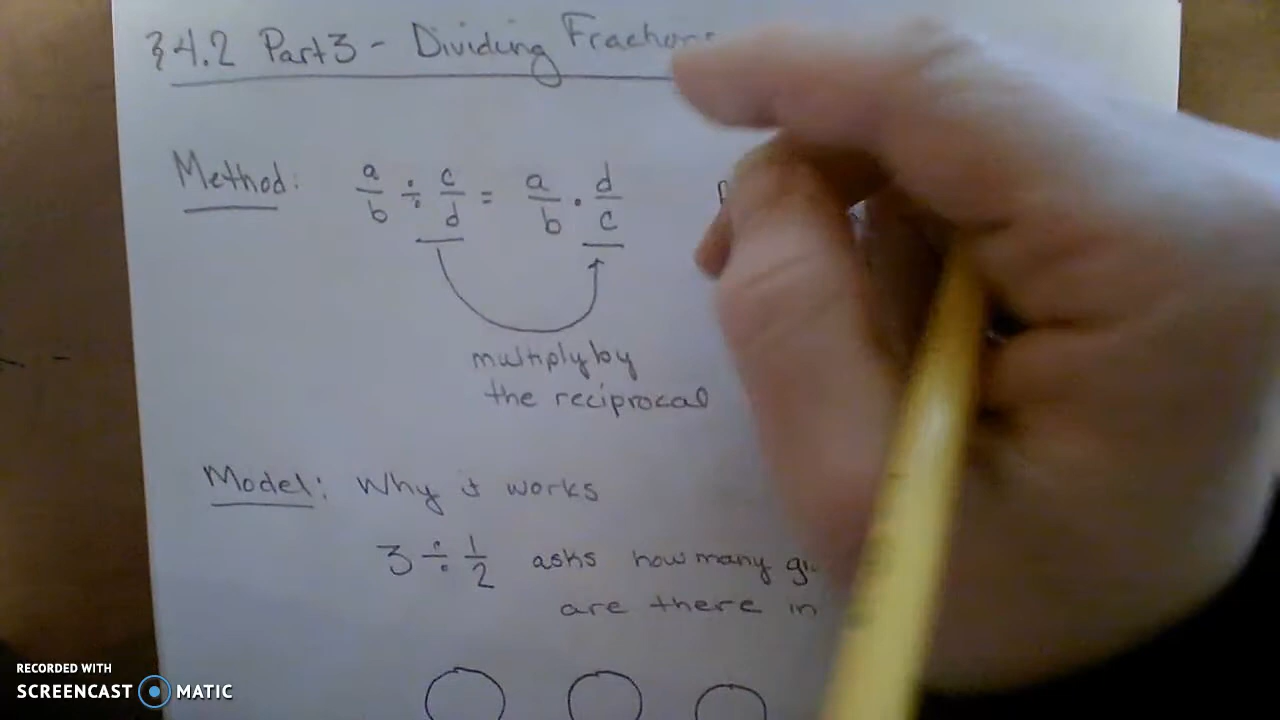 §4.2 Part 3 - Dividing Fractions
Method: a/b ÷ c/d = a/b · d/c
multiply by
the reciprocal
Model: Why it works
3 ÷ 1/2 asks how many
are there in
RECORDED WITH
SCREENCAST MATIC